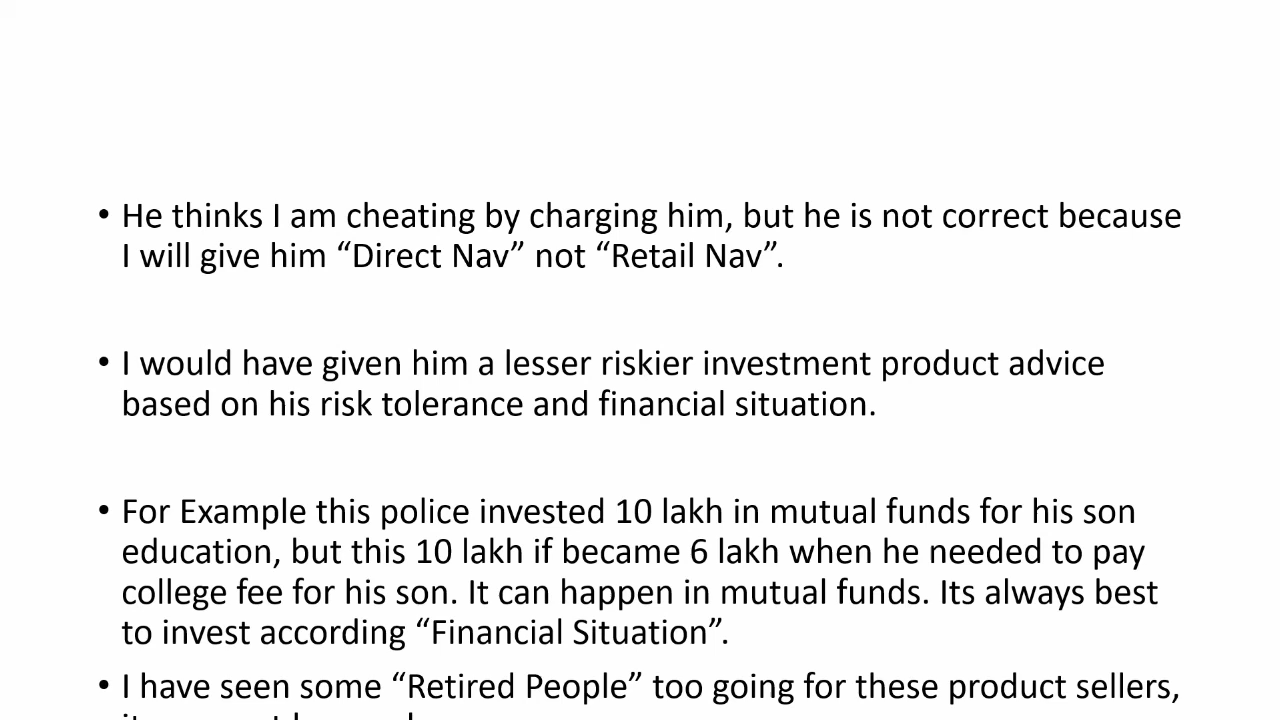 • He thinks I am cheating by charging him, but he is not correct because
I will give him “Direct Nav” not “Retail Nav”.
• I would have given him a lesser riskier investment product advice
based on his risk tolerance and financial situation.
• For Example this police invested 10 lakh in mutual funds for his son
education, but this 10 lakh if became 6 lakh when he needed to pay
college fee for his son. It can happen in mutual funds. Its always best
to invest according “Financial Situation”.
• I have seen some “Retired People” too going for these product sellers,